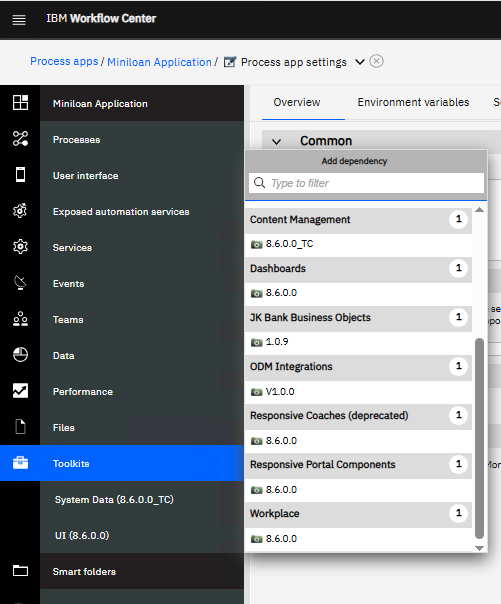 IBM Workflow Center
Process apps / Miniloan Application / Process app settings
Miniloan Application
Processes
User interface
Exposed automation services
Services
Events
Teams
Data
Performance
Files
Toolkits
System Data (8.6.0.0_TC)
UI (8.6.0.0)
Smart folders
Overview
Environment variables
Common
Add dependency
Type to filter
Content Management 1
8.6.0.0_TC
Dashboards 1
8.6.0.0
JK Bank Business Objects 1
1.0.9
ODM Integrations 1
V1.0.0
Responsive Coaches (deprecated) 1
8.6.0.0
Responsive Portal Components 1
8.6.0.0
Workplace 1
8.6.0.0